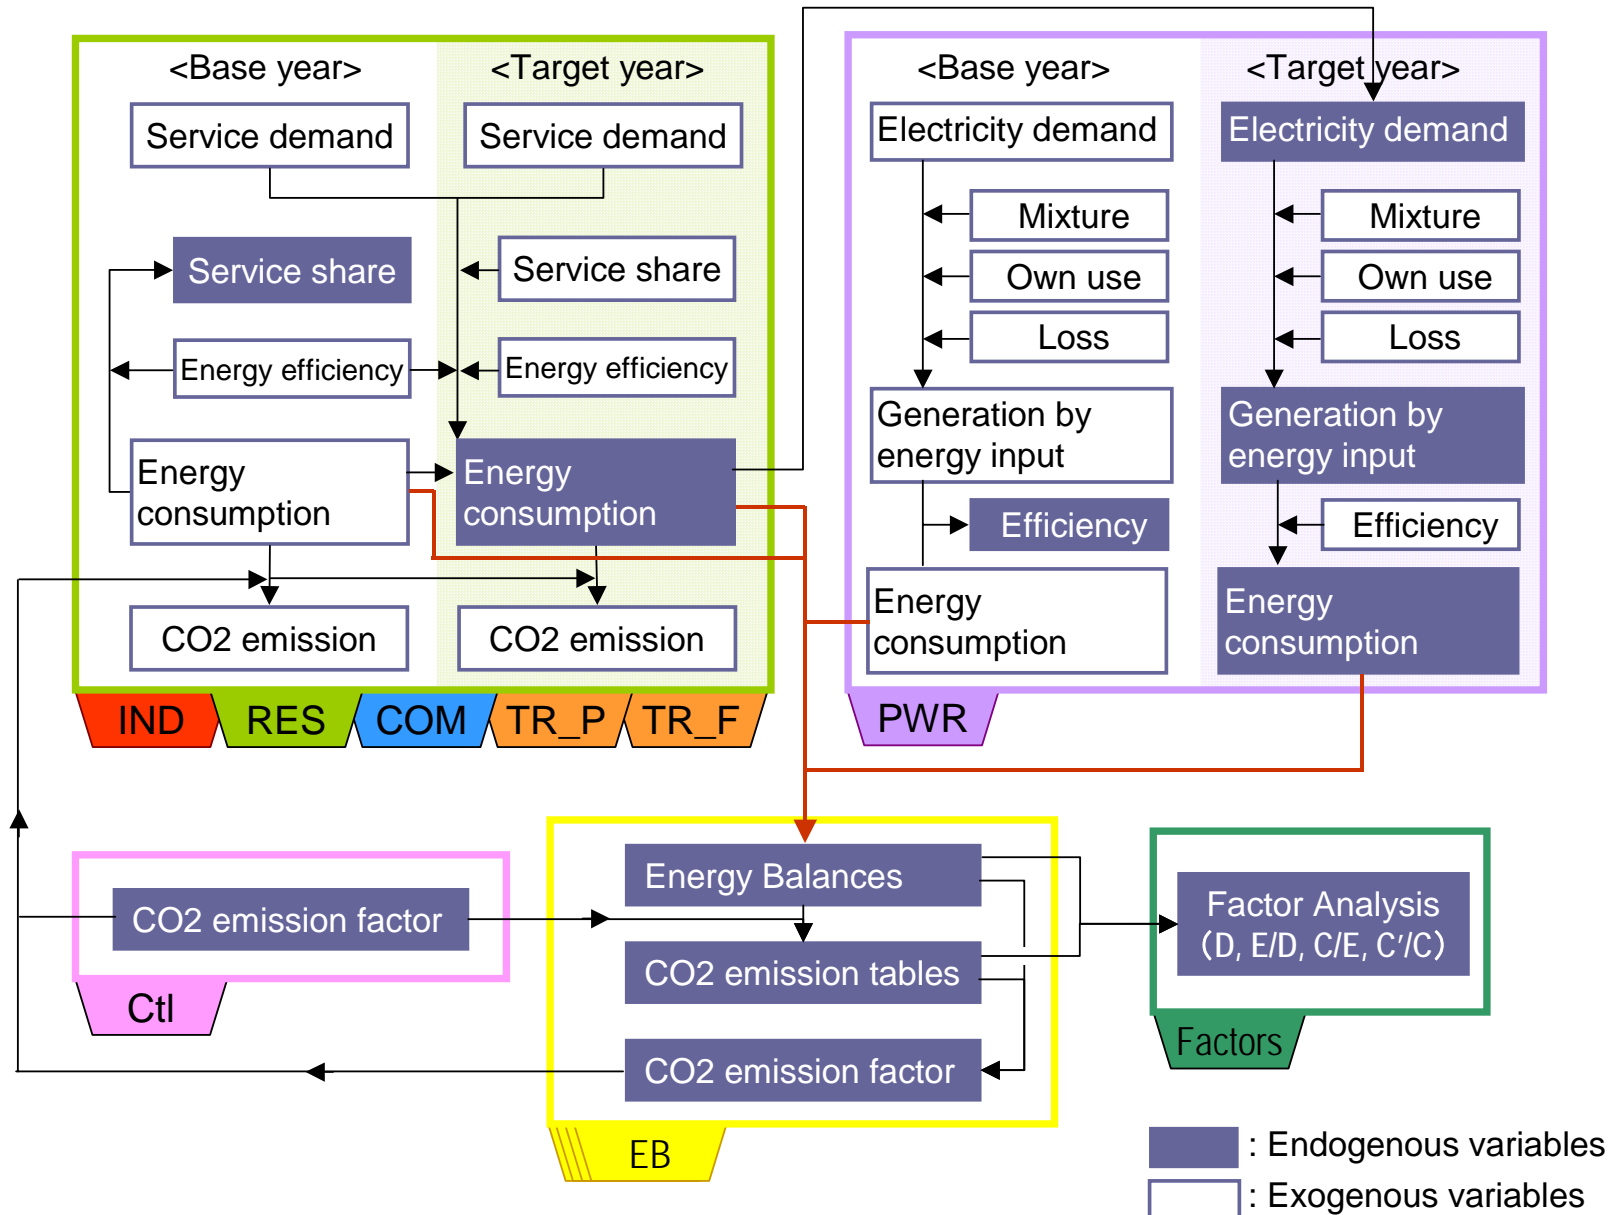 <Base year>
<Target year>
Service demand
Service demand
Service share
Service share
Energy efficiency
Energy efficiency
Energy
consumption
Energy
consumption
CO2 emission
CO2 emission
IND
RES
COM
TR_P
TR_F
<Base year>
<Target year>
Electricity demand
Electricity demand
Mixture
Mixture
Own use
Own use
Loss
Loss
Generation by
energy input
Generation by
energy input
Efficiency
Efficiency
Energy
consumption
Energy
consumption
PWR
CO2 emission factor
Ctl
Energy Balances
CO2 emission tables
CO2 emission factor
EB
Factor Analysis
(D, E/D, C/E, C'/C)
Factors
: Endogenous variables
: Exogenous variables